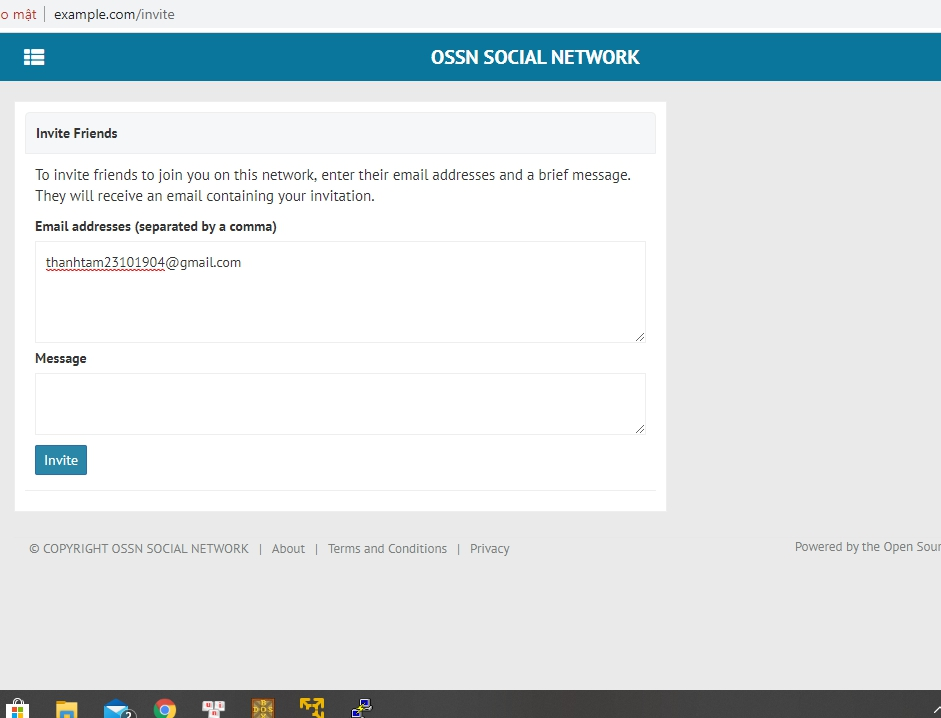 o mật
example.com/invite
OSSN SOCIAL NETWORK
Invite Friends
To invite friends to join you on this network, enter their email addresses and a brief message.
They will receive an email containing your invitation.
Email addresses (separated by a comma)
thanhtam23101904@gmail.com
Message
Invite
© COPYRIGHT OSSN SOCIAL NETWORK | About | Terms and Conditions | Privacy
Powered by the Open Sour
2
DOS